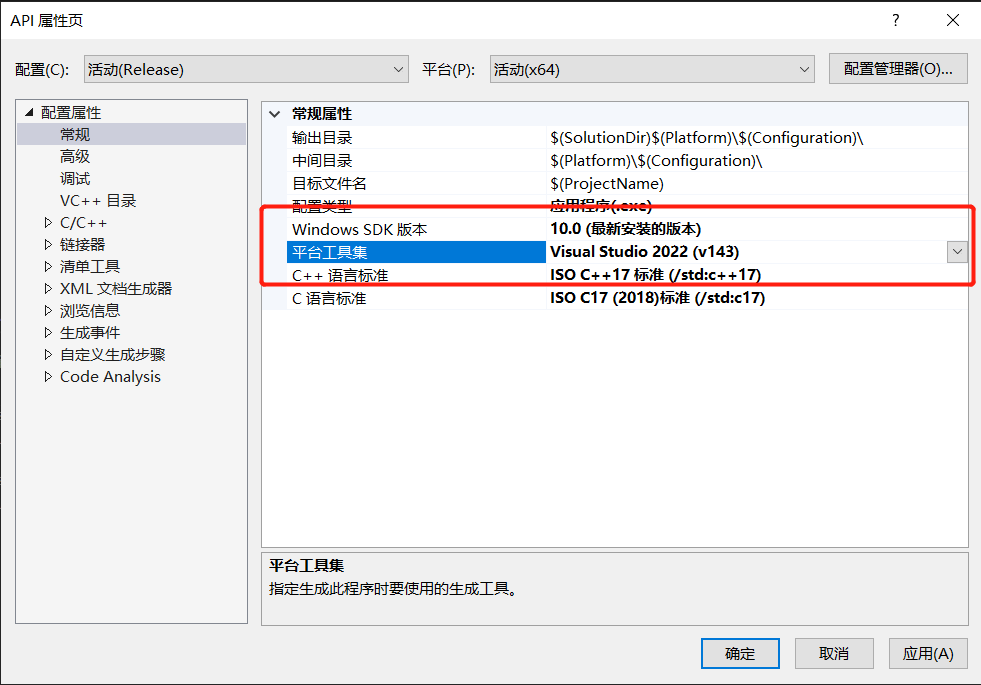 API 属性页
?
配置(C): 活动(Release) 平台(P): 活动(x64) 配置管理器(O)...
配置属性
常规
高级
调试
VC++ 目录
C/C++
链接器
清单工具
XML 文档生成器
浏览信息
生成事件
自定义生成步骤
Code Analysis
常规属性
输出目录 $(SolutionDir)$(Platform)\$(Configuration)\
中间目录 $(Platform)\$(Configuration)\
目标文件名 $(ProjectName)
配置类型 应用程序(.exe)
Windows SDK 版本 10.0 (最新安装的版本)
平台工具集 Visual Studio 2022 (v143)
C++ 语言标准 ISO C++17 标准 (/std:c++17)
C 语言标准 ISO C17 (2018)标准 (/std:c17)
平台工具集
指定生成此程序时要使用的生成工具。
确定 取消 应用(A)